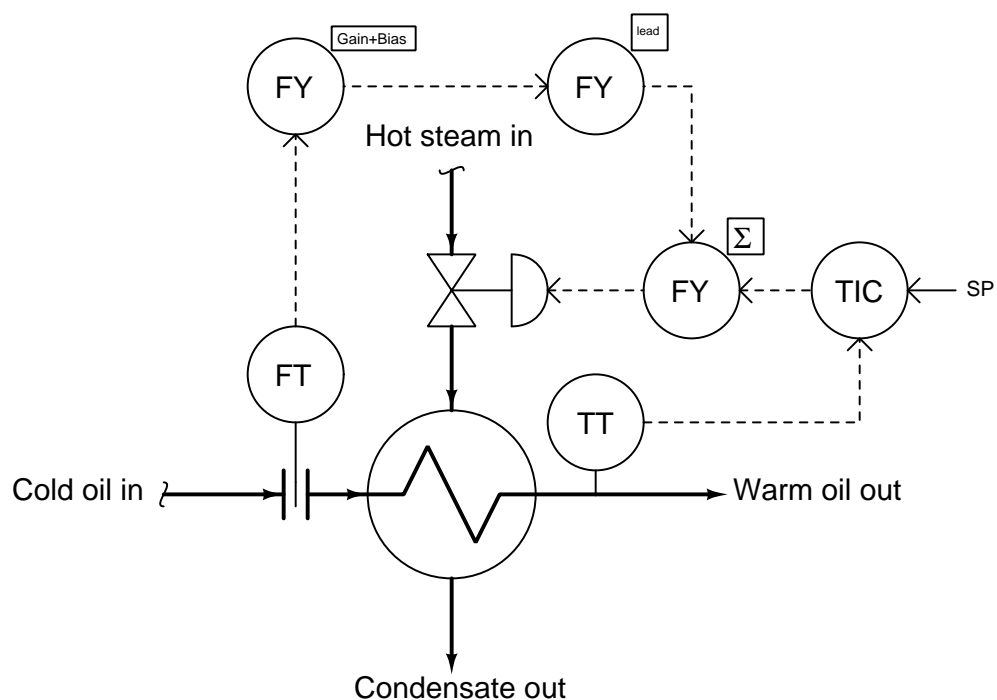 Gain+Bias
lead
FY
FY
Hot steam in
Σ
FY
TIC
SP
FT
TT
Cold oil in
Warm oil out
Condensate out